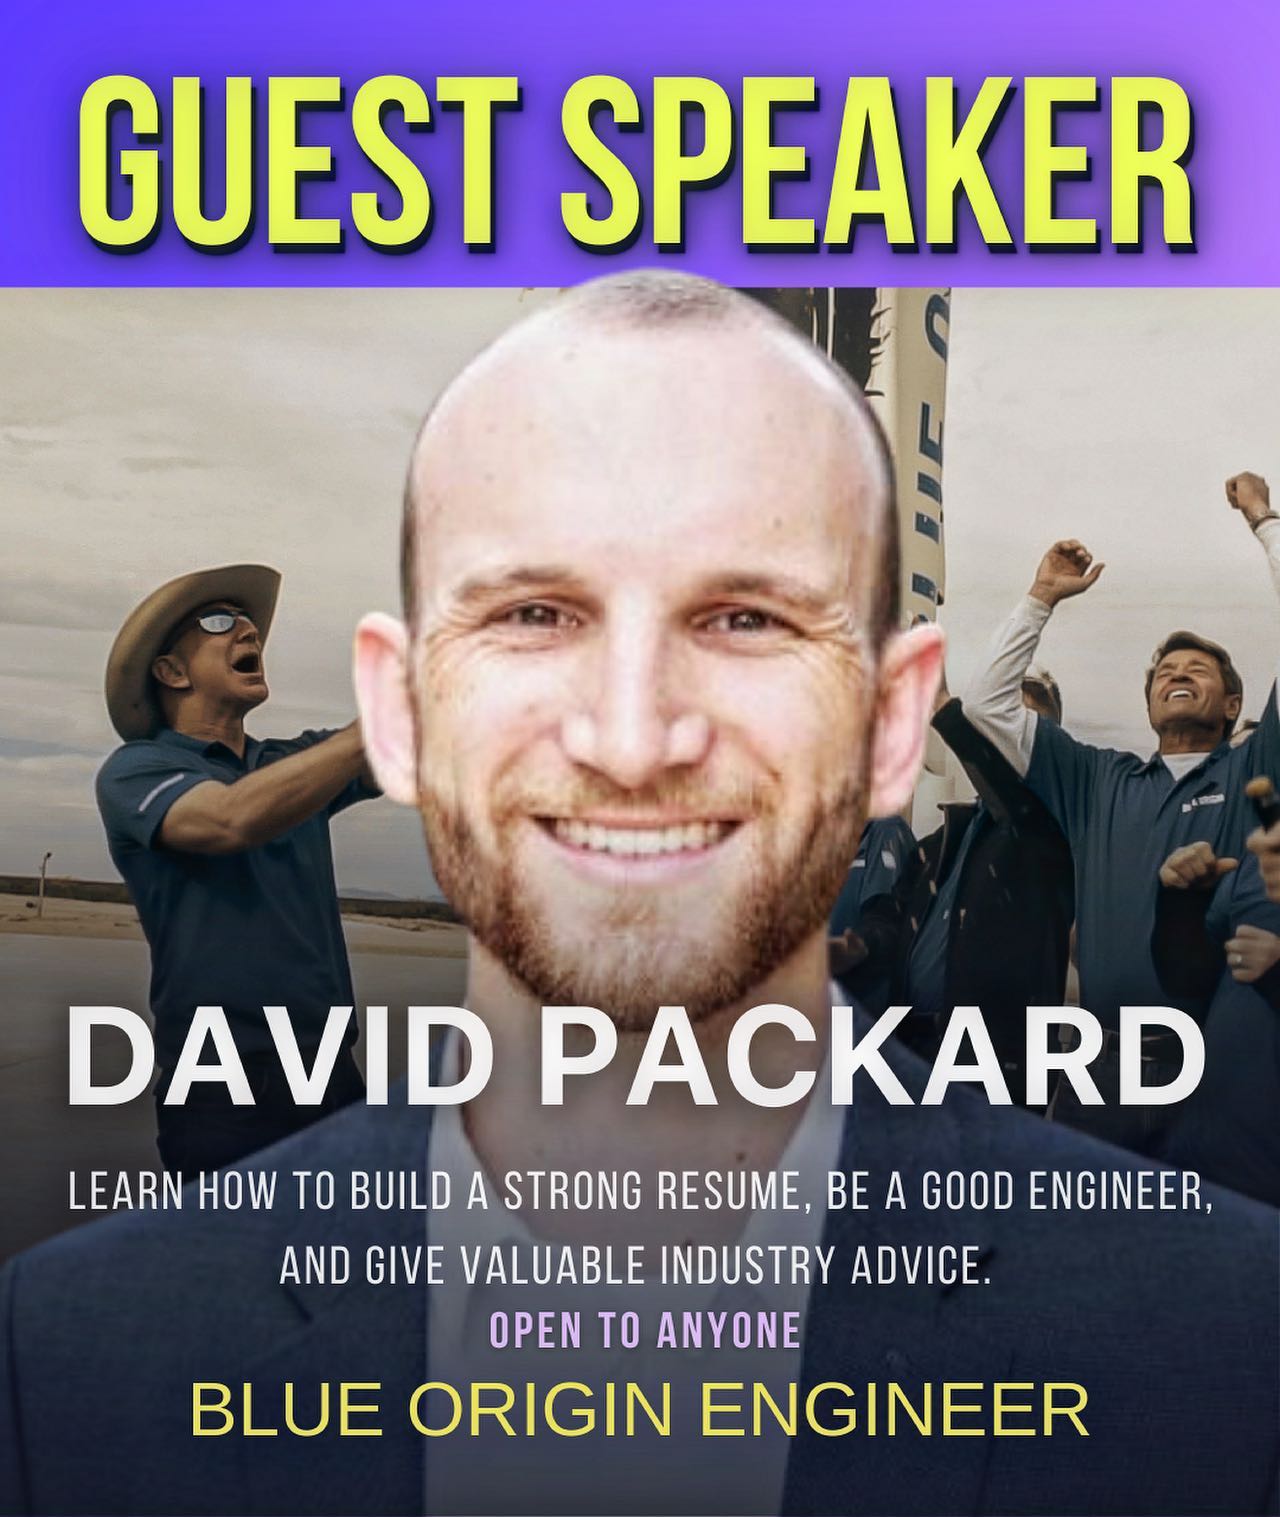 GUEST SPEAKER
DAVID PACKARD
LEARN HOW TO BUILD A STRONG RESUME, BE A GOOD ENGINEER,
AND GIVE VALUABLE INDUSTRY ADVICE.
OPEN TO ANYONE
BLUE ORIGIN ENGINEER